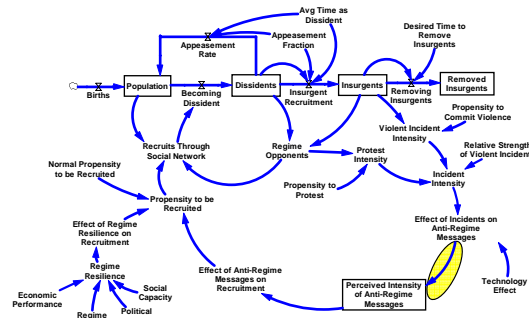 Avg Time as
Dissident
Appeasement
Fraction
Desired Time to
Remove
Insurgents
Appeasement
Rate
Births
Population
Becoming
Dissident
Dissidents
Insurgent
Recruitment
Insurgents
Removing
Insurgents
Removed
Insurgents
Propensity to
Commit Violence
Violent Incident
Intensity
Recruits Through
Social Network
Regime
Opponents
Protest
Intensity
Relative Strength
of Violent Incident
Incident
Intensity
Normal Propensity
to be Recruited
Propensity to
Protest
Propensity to be
Recruited
Effect of Regime
Resilience on
Recruitment
Effect of Incidents
on Anti-Regime
Messages
Regime
Resilience
Effect of Anti-Regime
Messages on
Recruitment
Perceived Intensity
of Anti-Regime
Messages
Technology
Effect
Economic
Performance
Social
Capacity
Political
Regime